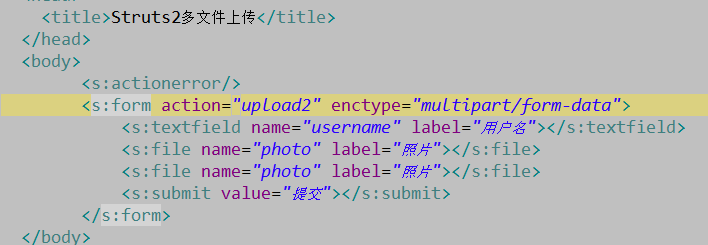 <title>Struts2多文件上传</title>
</head>
<body>
<s:actionerror/>
<s:form action="upload2" enctype="multipart/form-data">
<s:textfield name="username" label="用户名"></s:textfield>
<s:file name="photo" label="照片"></s:file>
<s:file name="photo" label="照片"></s:file>
<s:submit value="提交"></s:submit>
</s:form>
</body>